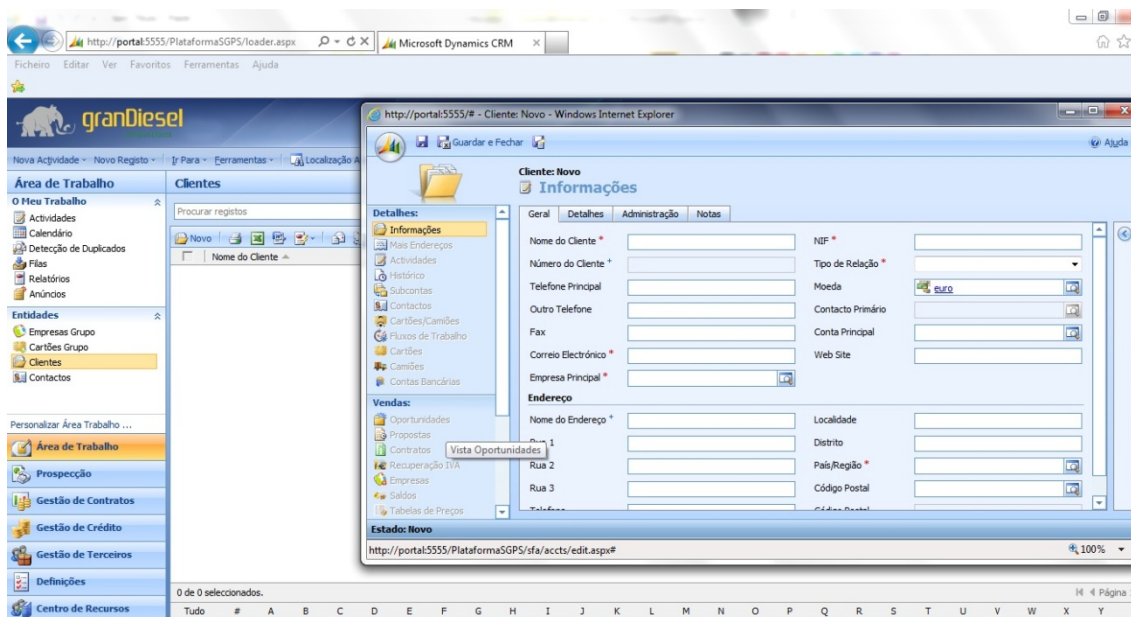 http://portal:5555/PlataformaSGPS/loader.aspx
Microsoft Dynamics CRM
Ficheiro Editar Ver Favoritos Ferramentas Ajuda
granDiesel
Nova Actividade Novo Registo Ir Para Ferramentas
Área de Trabalho
O Meu Trabalho
Actividades
Calendário
Detecção de Duplicados
Filas
Relatórios
Anúncios
Entidades
Empresas Grupo
Cartões Grupo
Clientes
Contactos
Personalizar Área Trabalho ...
Área de Trabalho
Prospecção
Gestão de Contratos
Gestão de Crédito
Gestão de Terceiros
Definições
Centro de Recursos
Clientes
Procurar registos
Novo
Nome do Cliente
0 de 0 seleccionados.
Página
Tudo # A B C D E F G H I J K L M N O P Q R S T U V W X Y
http://portal:5555/# - Cliente: Novo - Windows Internet Explorer
Guardar e Fechar
Ajuda
Cliente: Novo
Informações
Detalhes:
Informações
Mais Endereços
Actividades
Histórico
Subcontas
Contactos
Cartões/Camiões
Fluxos de Trabalho
Cartões
Camiões
Contas Bancárias
Vendas:
Oportunidades
Propostas
Contratos
Recuperação IVA
Empresas
Saldos
Tabelas de Preços
Vista Oportunidades
Geral Detalhes Administração Notas
Nome do Cliente * NIF *
Número do Cliente + Tipo de Relação *
Telefone Principal Moeda euro
Outro Telefone Contacto Primário
Fax Conta Principal
Correio Electrónico * Web Site
Empresa Principal *
Endereço
Nome do Endereço + Localidade
1 Distrito
Rua 2 País/Região *
Rua 3 Código Postal
Estado: Novo
http://portal:5555/PlataformaSGPS/sfa/accts/edit.aspx#
100%